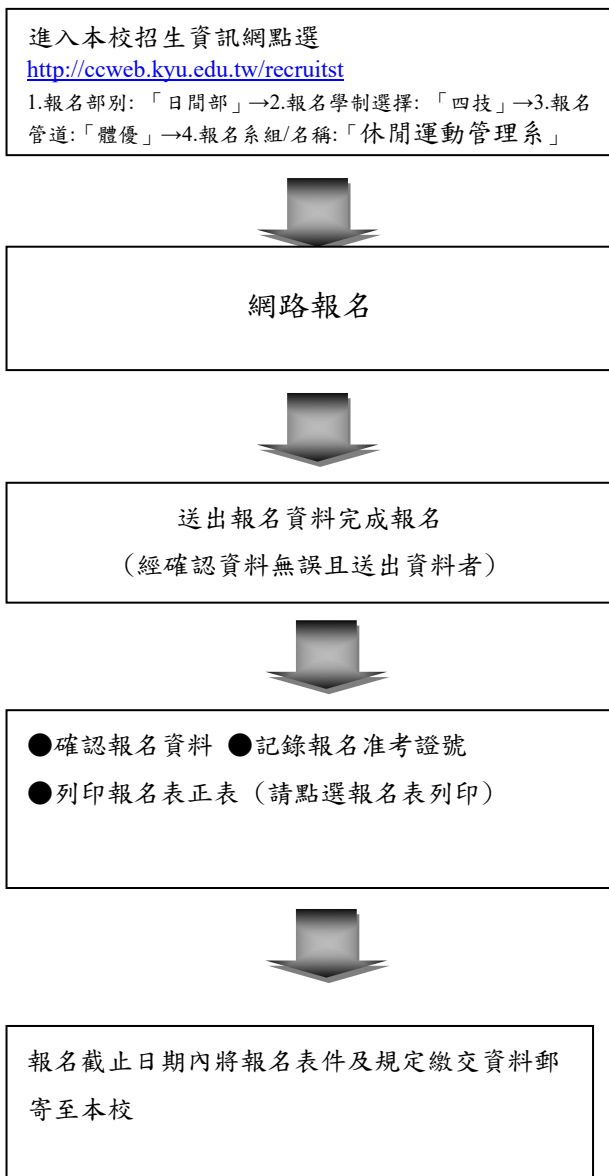 進入本校招生資訊網點選
http://ccweb.kyu.edu.tw/recruitst
1.報名部別: 「日間部」→2.報名學制選擇: 「四技」→3.報名
管道:「體優」→4.報名系組/名稱:「休閒運動管理系」
網路報名
送出報名資料完成報名
（經確認資料無誤且送出資料者）
●確認報名資料 ●記錄報名准考證號
●列印報名表正表（請點選報名表列印）
報名截止日期內將報名表件及規定繳交資料郵
寄至本校